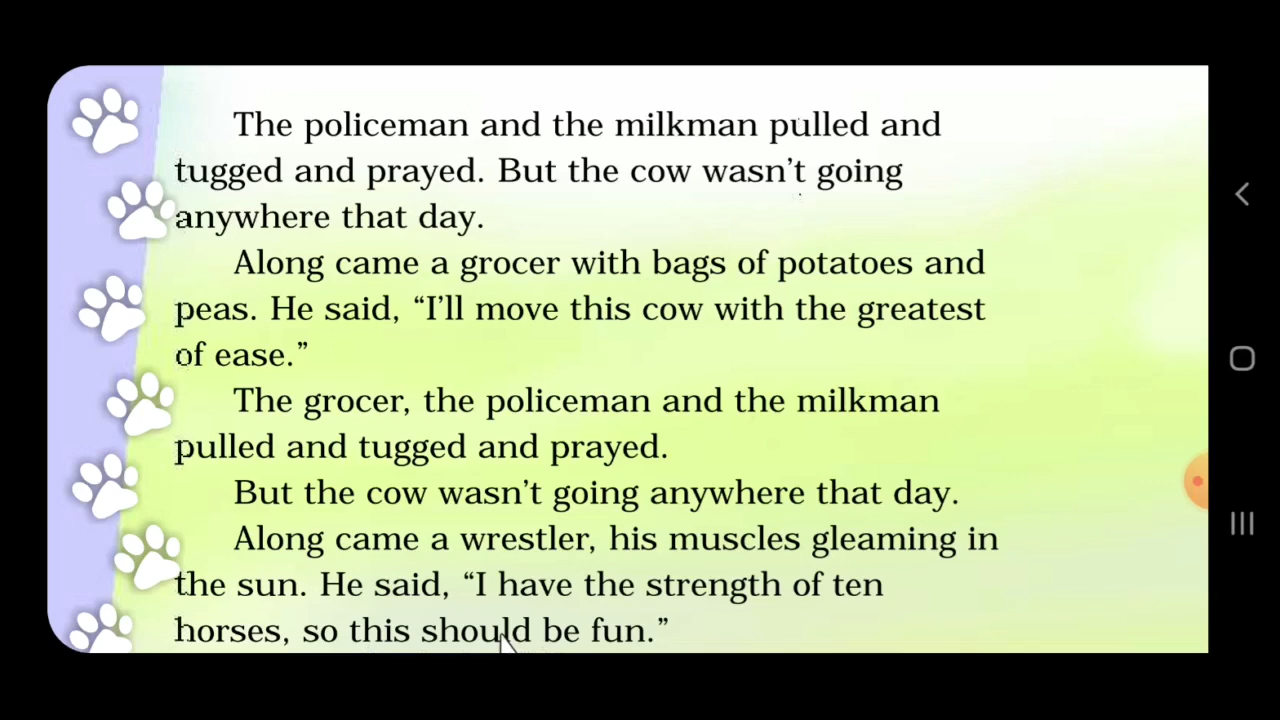 The policeman and the milkman pulled and
tugged and prayed. But the cow wasn’t going
anywhere that day.
Along came a grocer with bags of potatoes and
peas. He said, “I’ll move this cow with the greatest
of ease.”
The grocer, the policeman and the milkman
pulled and tugged and prayed.
But the cow wasn’t going anywhere that day.
Along came a wrestler, his muscles gleaming in
the sun. He said, “I have the strength of ten
horses, so this should be fun.”